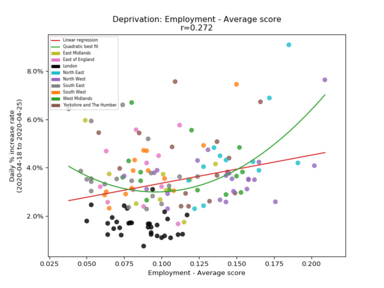 Deprivation: Employment - Average score
r=0.272
Daily % increase rate
(2020-04-18 to 2020-04-25)
8.0%
6.0%
4.0%
2.0%
Linear regression
Quadratic best fit
East Midlands
East of England
London
North East
North West
South East
South West
West Midlands
Yorkshire and The Humber
0.025
0.050
0.075
0.100
0.125
0.150
0.175
0.200
Employment - Average score